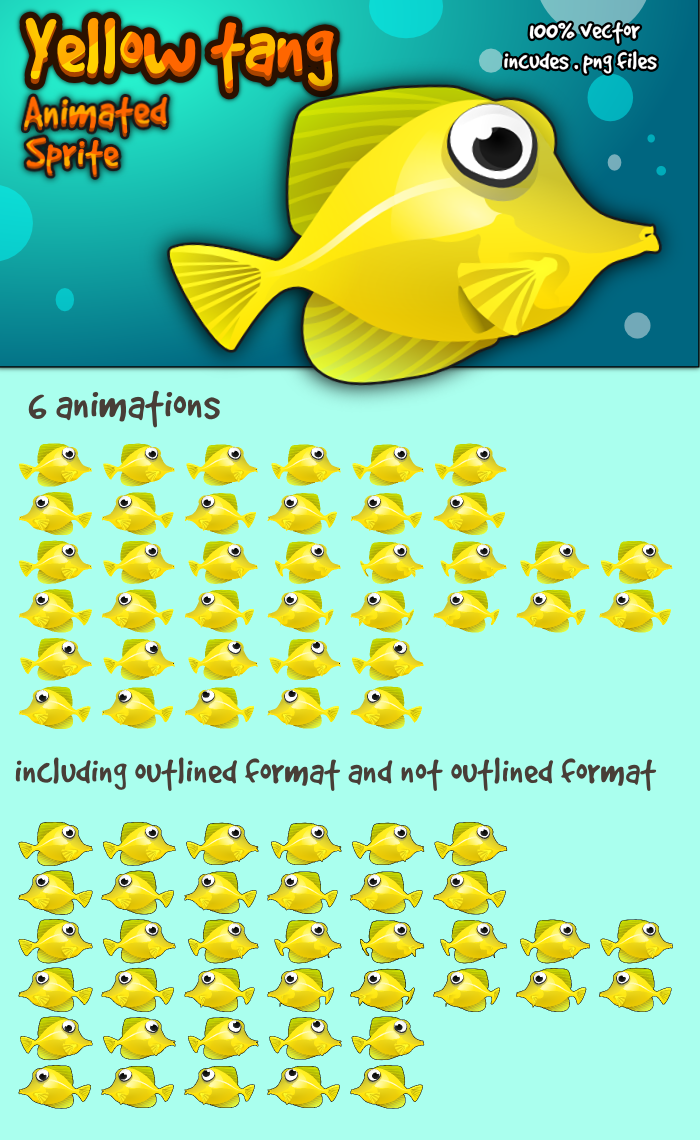 Yellow tang
Animated
Sprite
100% vector
incudes .png files
6 animations
including outlined format and not outlined format